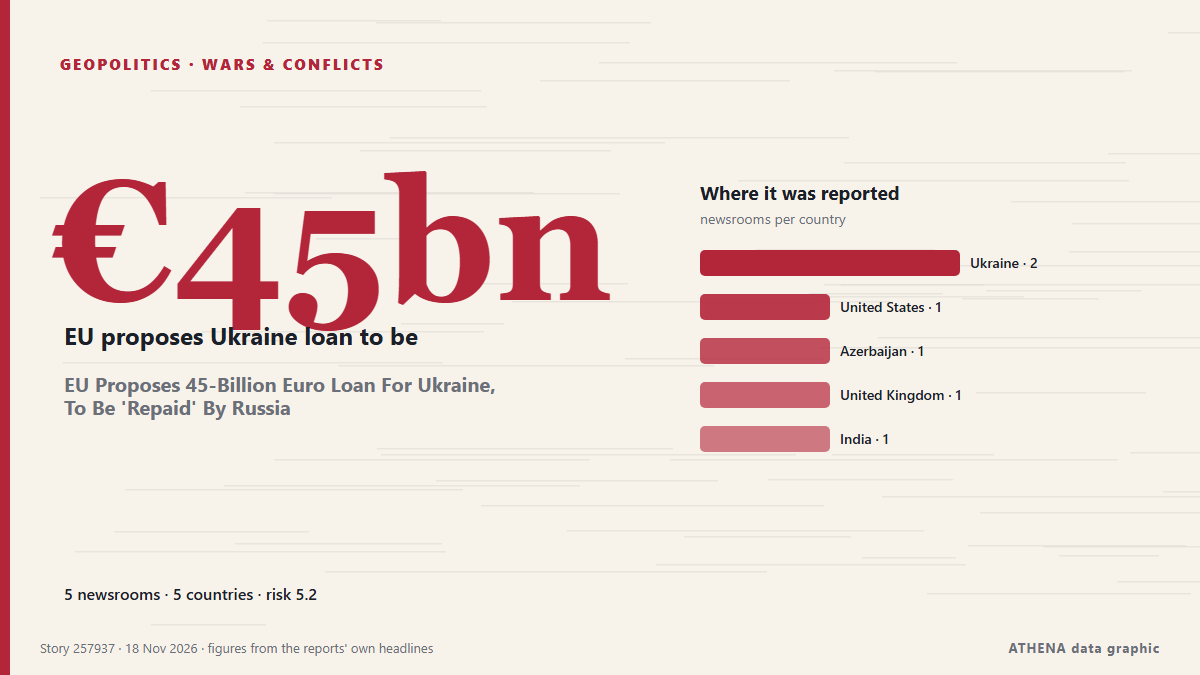 GEOPOLITICS · WARS & CONFLICTS
€45bn
EU proposes Ukraine loan to be
EU Proposes 45-Billion Euro Loan For Ukraine,
To Be 'Repaid' By Russia
5 newsrooms · 5 countries · risk 5.2
Where it was reported
newsrooms per country
Ukraine · 2
United States · 1
Azerbaijan · 1
United Kingdom · 1
India · 1
Story 257937 · 18 Nov 2026 · figures from the reports' own headlines
ATHENA data graphic